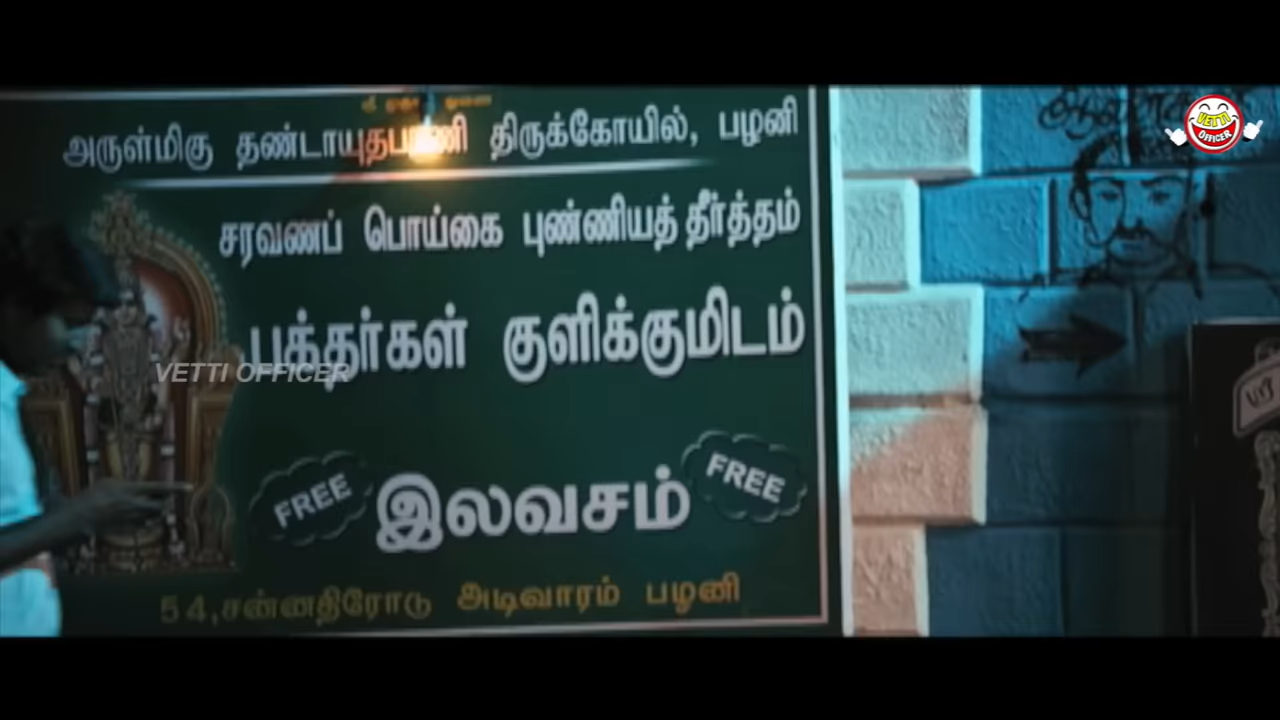 அருள்மிகு தண்டாயுதபாணி திருக்கோயில், பழனி
சரவணப் பொய்கை புண்ணியத் தீர்த்தம்
பக்தர்கள் குளிக்குமிடம்
VETTI OFFICER
FREE இலவசம் FREE
54,சன்னதிரோடு அடிவாரம் பழனி
VETTI
OFFICER